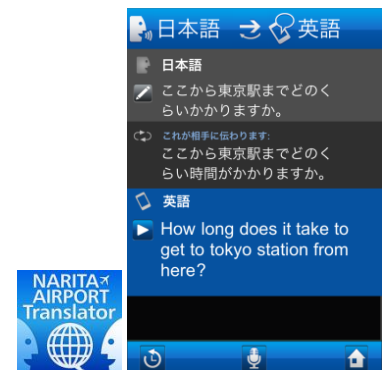 日本語 英語
日本語
ここから東京駅までどのく
らいかかりますか。
これが相手に伝わります:
ここから東京駅までどのく
らい時間がかかりますか。
英語
How long does it take to
get to tokyo station from
here?
NARITA
AIRPORT
Translator